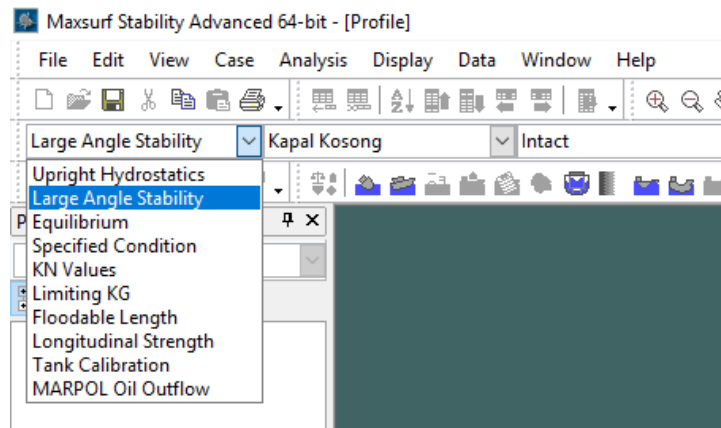 Maxsurf Stability Advanced 64-bit - [Profile]
File Edit View Case Analysis Display Data Window Help
Large Angle Stability Kapal Kosong Intact
Upright Hydrostatics
Large Angle Stability
P
Equilibrium
Specified Condition
KN Values
Limiting KG
Floodable Length
Longitudinal Strength
Tank Calibration
MARPOL Oil Outflow